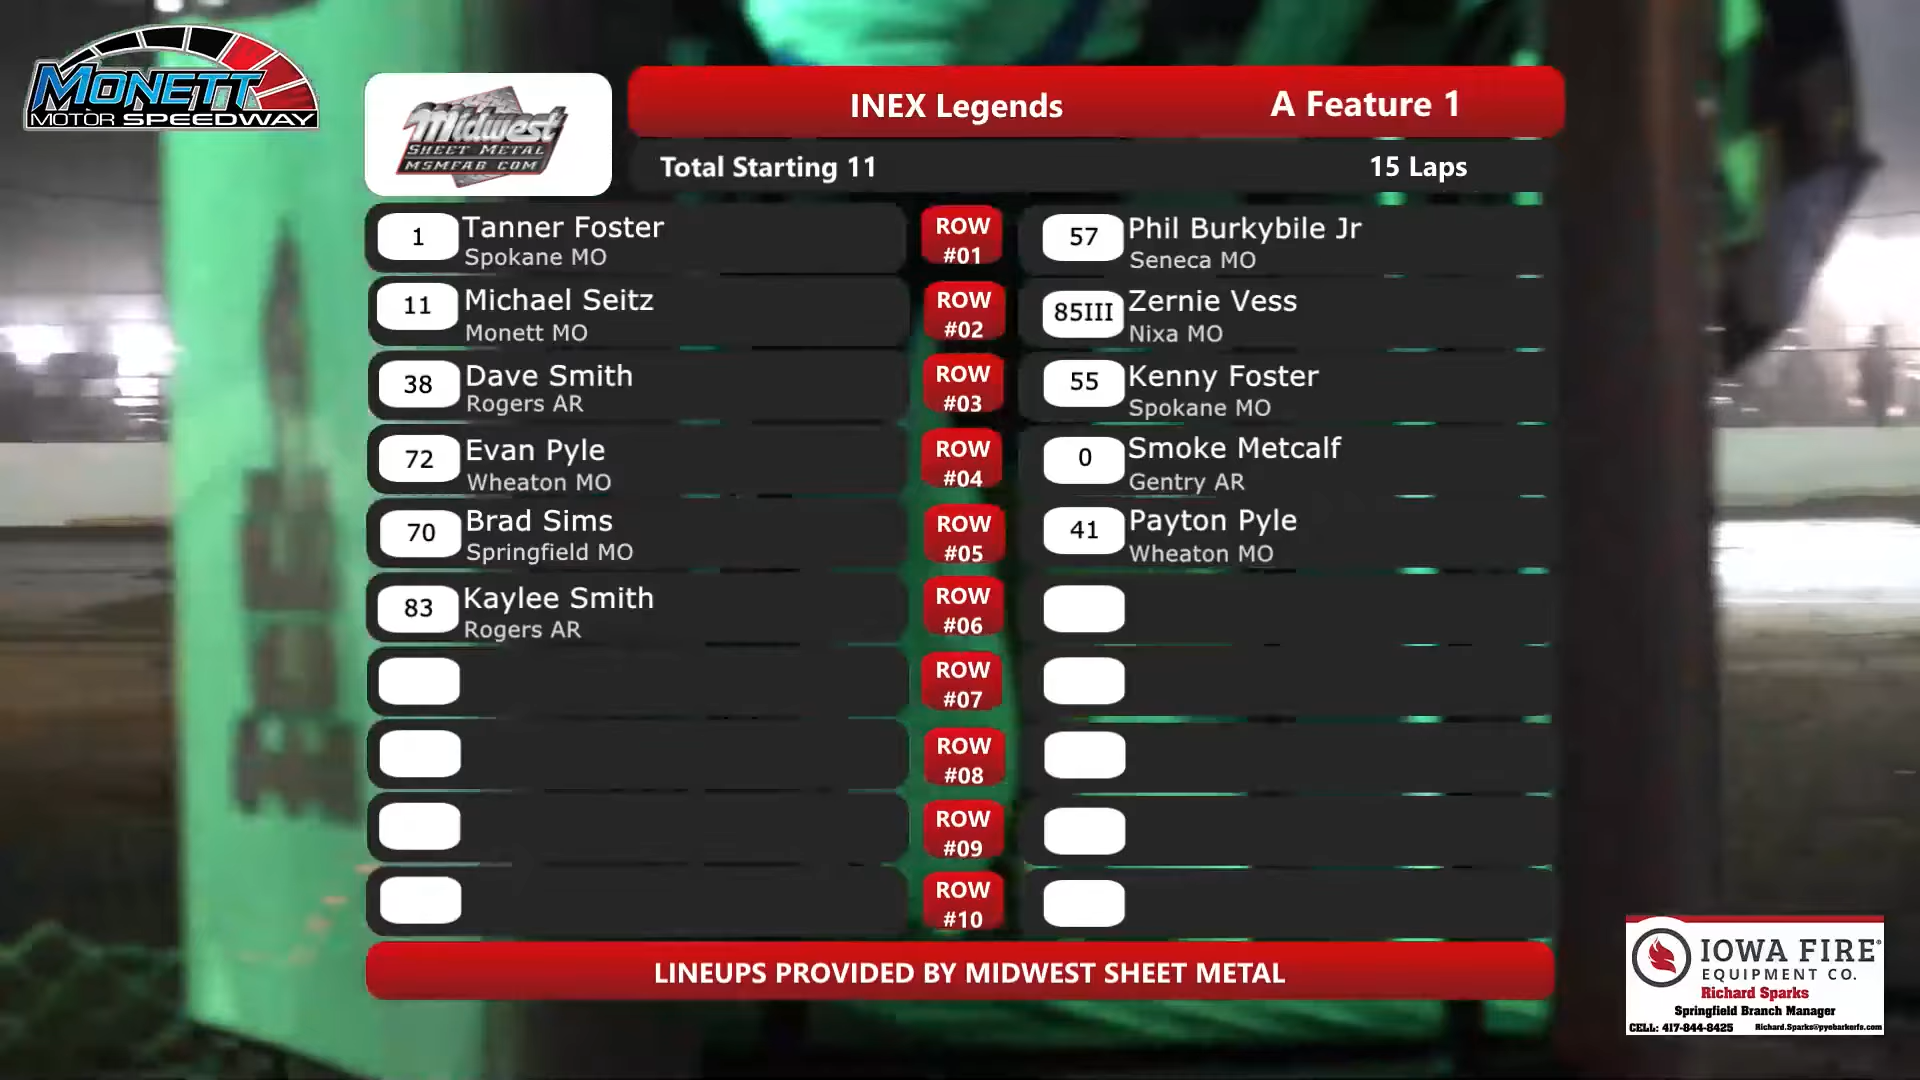 MONETT
MOTOR SPEEDWAY
Midwest
SHEET METAL
MSMFAB.COM
INEX Legends
A Feature 1
Total Starting 11
15 Laps
1
Tanner Foster
Spokane MO
ROW
#01
57
Phil Burkybile Jr
Seneca MO
11
Michael Seitz
Monett MO
ROW
#02
85III
Zernie Vess
Nixa MO
38
Dave Smith
Rogers AR
ROW
#03
55
Kenny Foster
Spokane MO
72
Evan Pyle
Wheaton MO
ROW
#04
0
Smoke Metcalf
Gentry AR
70
Brad Sims
Springfield MO
ROW
#05
41
Payton Pyle
Wheaton MO
83
Kaylee Smith
Rogers AR
ROW
#06
ROW
#07
ROW
#08
ROW
#09
ROW
#10
LINEUPS PROVIDED BY MIDWEST SHEET METAL
IOWA FIRE
EQUIPMENT CO.
Richard Sparks
Springfield Branch Manager
CELL: 417-844-8425
Richard.Sparks@pyebarkerfs.com